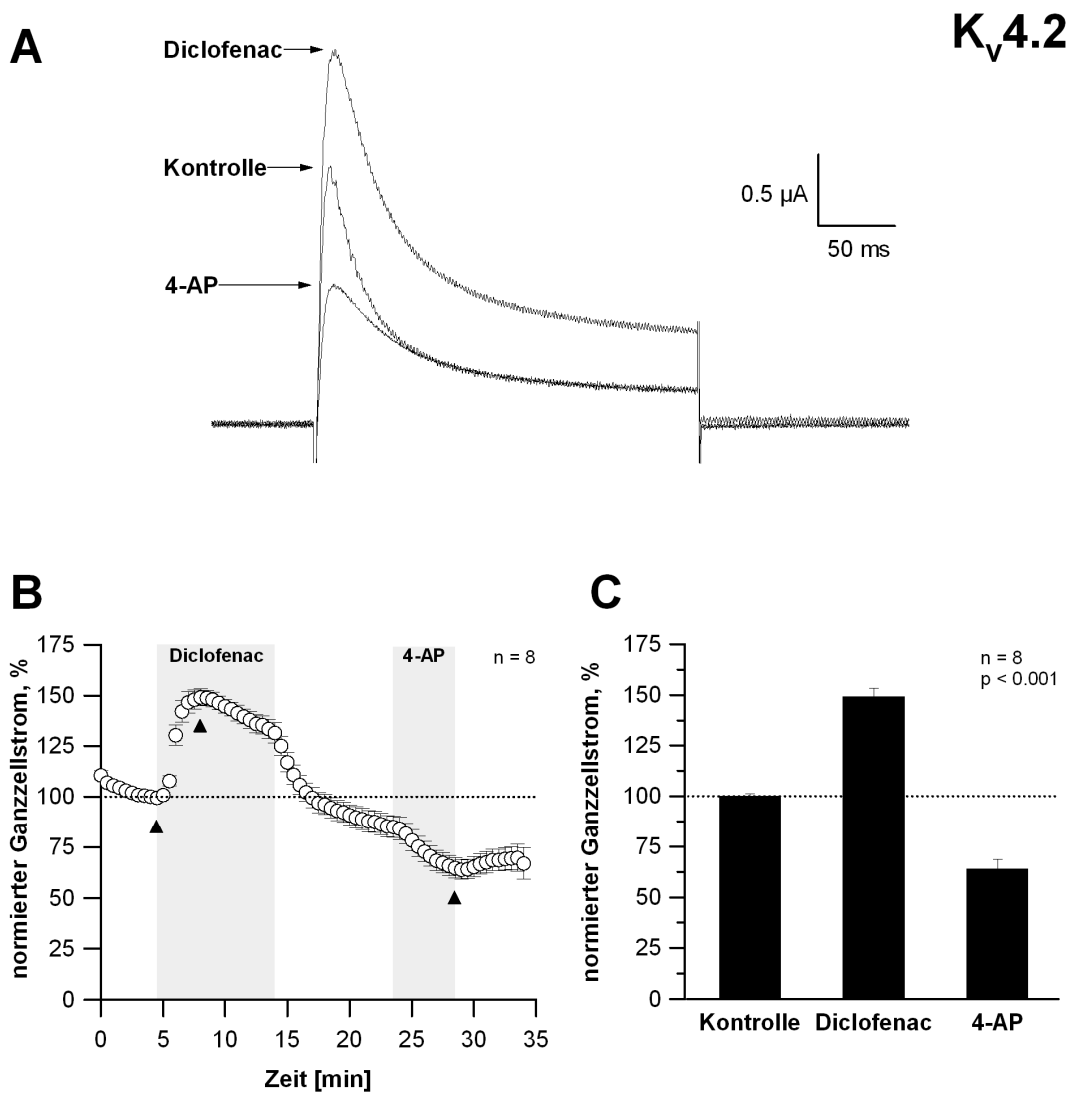 A
Kv4.2
Diclofenac
Kontrolle
4-AP
0.5 µA
50 ms
B
normierter Ganzzellstrom, %
175
150
125
100
75
50
25
0
Diclofenac
4-AP
n = 8
0 5 10 15 20 25 30 35
Zeit [min]
C
normierter Ganzzellstrom, %
175
150
125
100
75
50
25
0
n = 8
p < 0.001
Kontrolle Diclofenac 4-AP